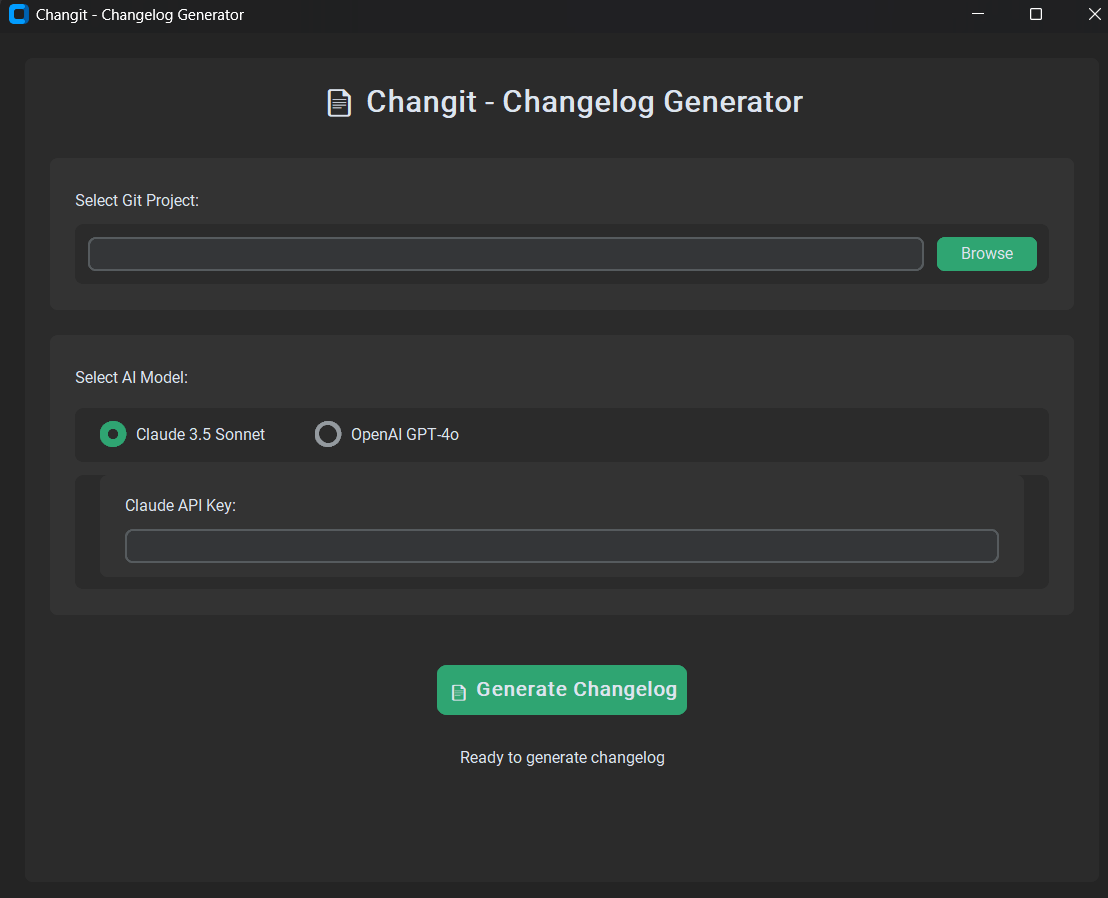 Changit - Changelog Generator
Changit - Changelog Generator
Select Git Project:
Browse
Select AI Model:
Claude 3.5 Sonnet OpenAI GPT-4o
Claude API Key:
Generate Changelog
Ready to generate changelog